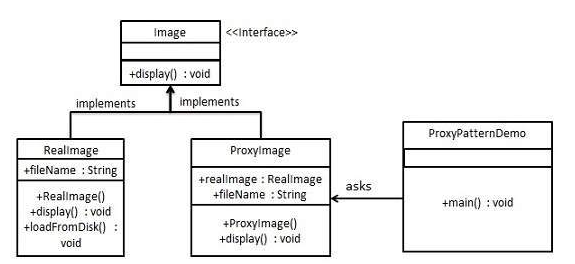 Image
<<Interface>>
+display() : void
implements
implements
RealImage
+fileName : String
+RealImage()
+display() : void
+loadFromDisk() :
void
ProxyImage
+realImage : RealImage
+fileName : String
+ProxyImage()
+display() : void
asks
ProxyPatternDemo
+main() : void